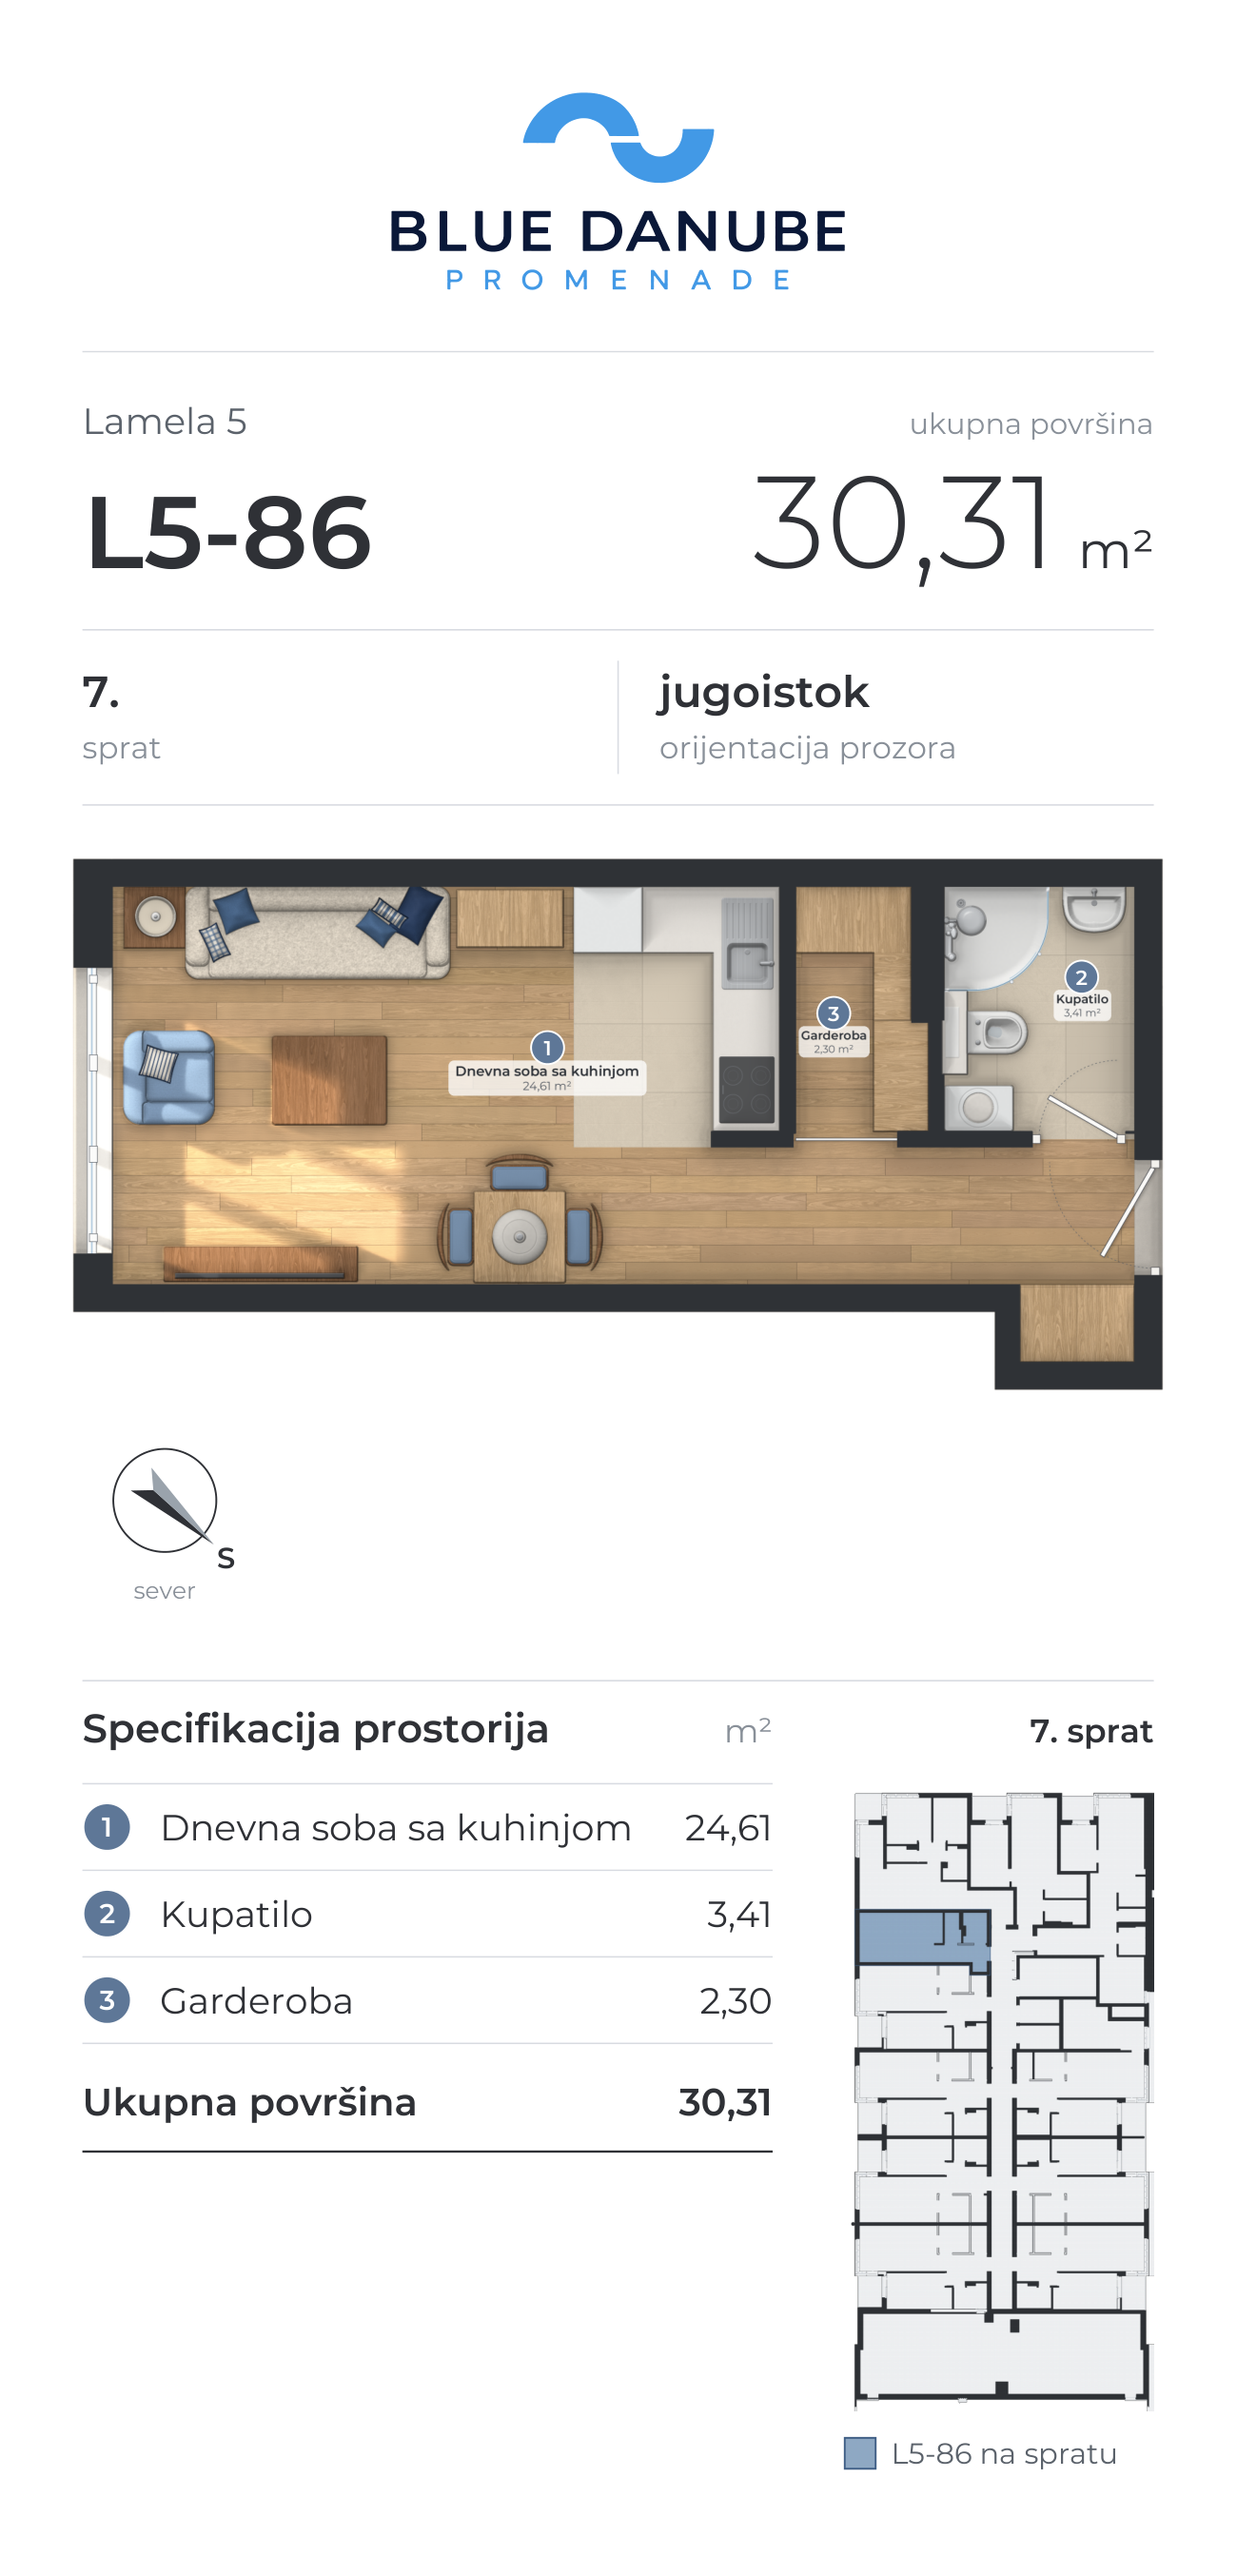 BLUE DANUBE
PROMENADE
Lamela 5
ukupna površina
L5-86
30,31 m²
7.
sprat
jugoistok
orijentacija prozora
1
Dnevna soba sa kuhinjom
24,61 m²
3
Garderoba
2,30 m²
2
Kupatilo
3,41 m²
S
sever
Specifikacija prostorija m²
1 Dnevna soba sa kuhinjom 24,61
2 Kupatilo 3,41
3 Garderoba 2,30
Ukupna površina 30,31
7. sprat
L5-86 na spratu